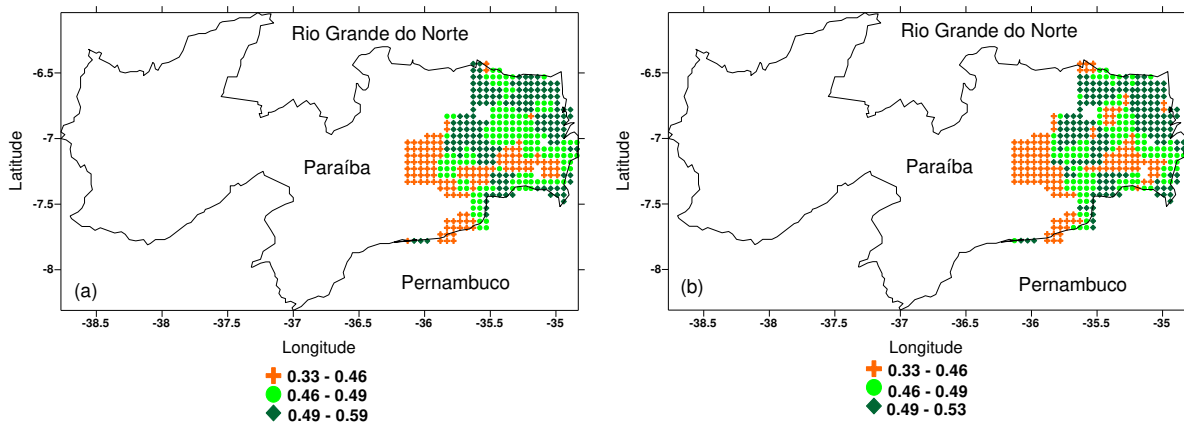 Rio Grande do Norte
-6.5
-7
-7.5
-8
Latitude
Paraíba
Pernambuco
(a)
-38.5 -38 -37.5 -37 -36.5 -36 -35.5 -35
Longitude
0.33 - 0.46
0.46 - 0.49
0.49 - 0.59
Rio Grande do Norte
-6.5
-7
-7.5
-8
Latitude
Paraíba
Pernambuco
(b)
-38.5 -38 -37.5 -37 -36.5 -36 -35.5 -35
Longitude
0.33 - 0.46
0.46 - 0.49
0.49 - 0.53